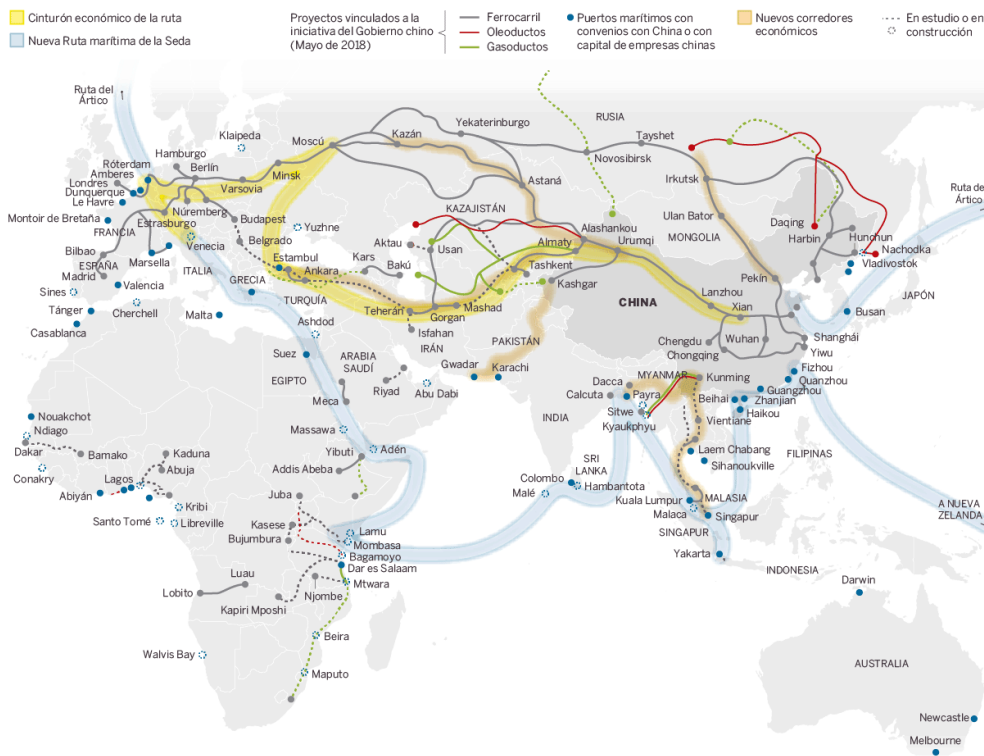 Cinturón económico de la ruta
Nueva Ruta marítima de la Seda
Proyectos vinculados a la
iniciativa del Gobierno chino
(Mayo de 2018)
Ferrocarril
Oleoductos
Gasoductos
Puertos marítimos con
convenios con China o con
capital de empresas chinas
Nuevos corredores
económicos
En estudio o en
construcción
Ruta del
Ártico
Klaipeda
Hamburgo
Róterdam
Amberes
Berlín
Londres
Dunquerque
Le Havre
Varsovia
Minsk
Moscú
Kazán
Yekaterinburgo
RUSIA
Tayshet
Novosibirsk
Irkutsk
Astaná
Montoir de Bretaña
FRANCIA
Estrasburgo
Núremberg
Budapest
Venecia
Belgrado
Yuzhne
KAZAJISTÁN
Alashankou
Urumqi
Ulan Bator
MONGOLIA
Daqing
Harbin
Hunchun
Nachodka
Vladivostok
Ruta del
Ártico
Bilbao
ESPAÑA
Madrid
Marsella
ITALIA
Estambul
Ankara
Kars
Bakú
Aktau
Usan
Almaty
Tashkent
Kashgar
Pekín
Sines
Valencia
GRECIA
TURQUÍA
Teherán
Gorgan
Mashad
CHINA
Lanzhou
Xian
JAPÓN
Busan
Tánger
Casablanca
Cherchell
Malta
Ashdod
Isfahan
IRÁN
PAKISTÁN
Chengdu
Chongqing
Wuhan
Shanghái
Yiwu
Suez
EGIPTO
ARABIA
SAUDÍ
Riyad
Meca
Abu Dabi
Gwadar
Karachi
Dacca
Calcuta
MYANMAR
Payra
Sitwe
Kyaukphyu
INDIA
Kunming
Fizhou
Quanzhou
Guangzhou
Beihai
Zhanjian
Haikou
Vientiane
Nouakchot
Ndiago
Dakar
Bamako
Conakry
Kaduna
Abuja
Lagos
Abiyán
Massawa
Adén
Yibuti
Addis Abeba
SRI
LANKA
Colombo
Hambantota
Malé
Laem Chabang
Sihanoukville
FILIPINAS
MALASIA
Kuala Lumpur
Malaca
Singapur
SINGAPUR
Yakarta
INDONESIA
A NUEVA
ZELANDA
Kribi
Libreville
Santo Tomé
Juba
Kasese
Bujumbura
Lamu
Mombasa
Bagamoyo
Dar es Salaam
Mtwara
Luau
Lobito
Njombe
Kapiri Mposhi
Beira
Walvis Bay
Maputo
Darwin
AUSTRALIA
Newcastle
Melbourne